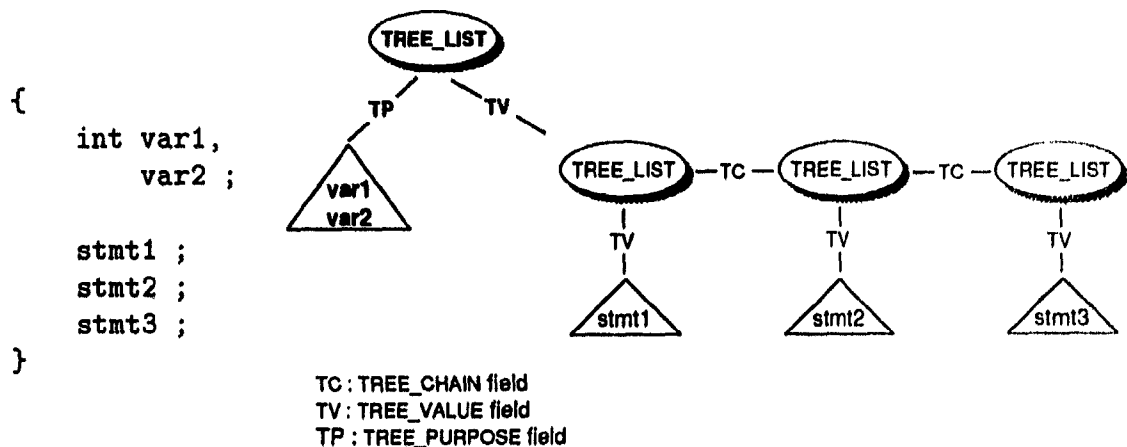 {
int var1,
var2 ;
stmt1 ;
stmt2 ;
stmt3 ;
}
TREE_LIST
TP
TV
var1
var2
TREE_LIST
TC
TREE_LIST
TC
TREE_LIST
TV
TV
TV
stmt1
stmt2
stmt3
TC : TREE_CHAIN field
TV : TREE_VALUE field
TP : TREE_PURPOSE field